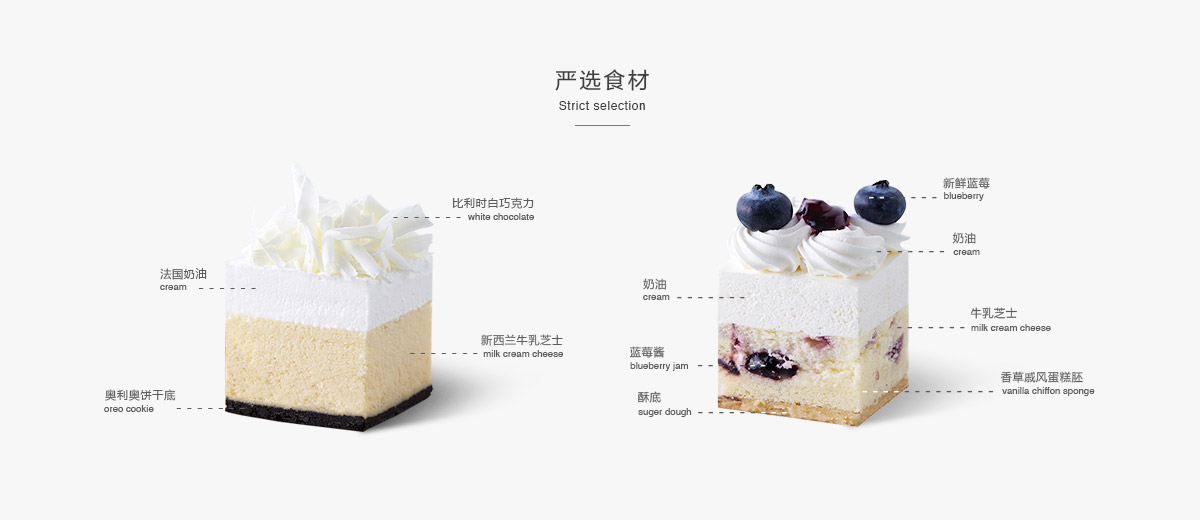 严选食材
Strict selection
比利时白巧克力
white chocolate
法国奶油
cream
新西兰牛乳芝士
milk cream cheese
奥利奥饼干底
oreo cookie
新鲜蓝莓
blueberry
奶油
cream
奶油
cream
牛乳芝士
milk cream cheese
蓝莓酱
blueberry jam
香草戚风蛋糕胚
vanilla chiffon sponge
酥底
suger dough